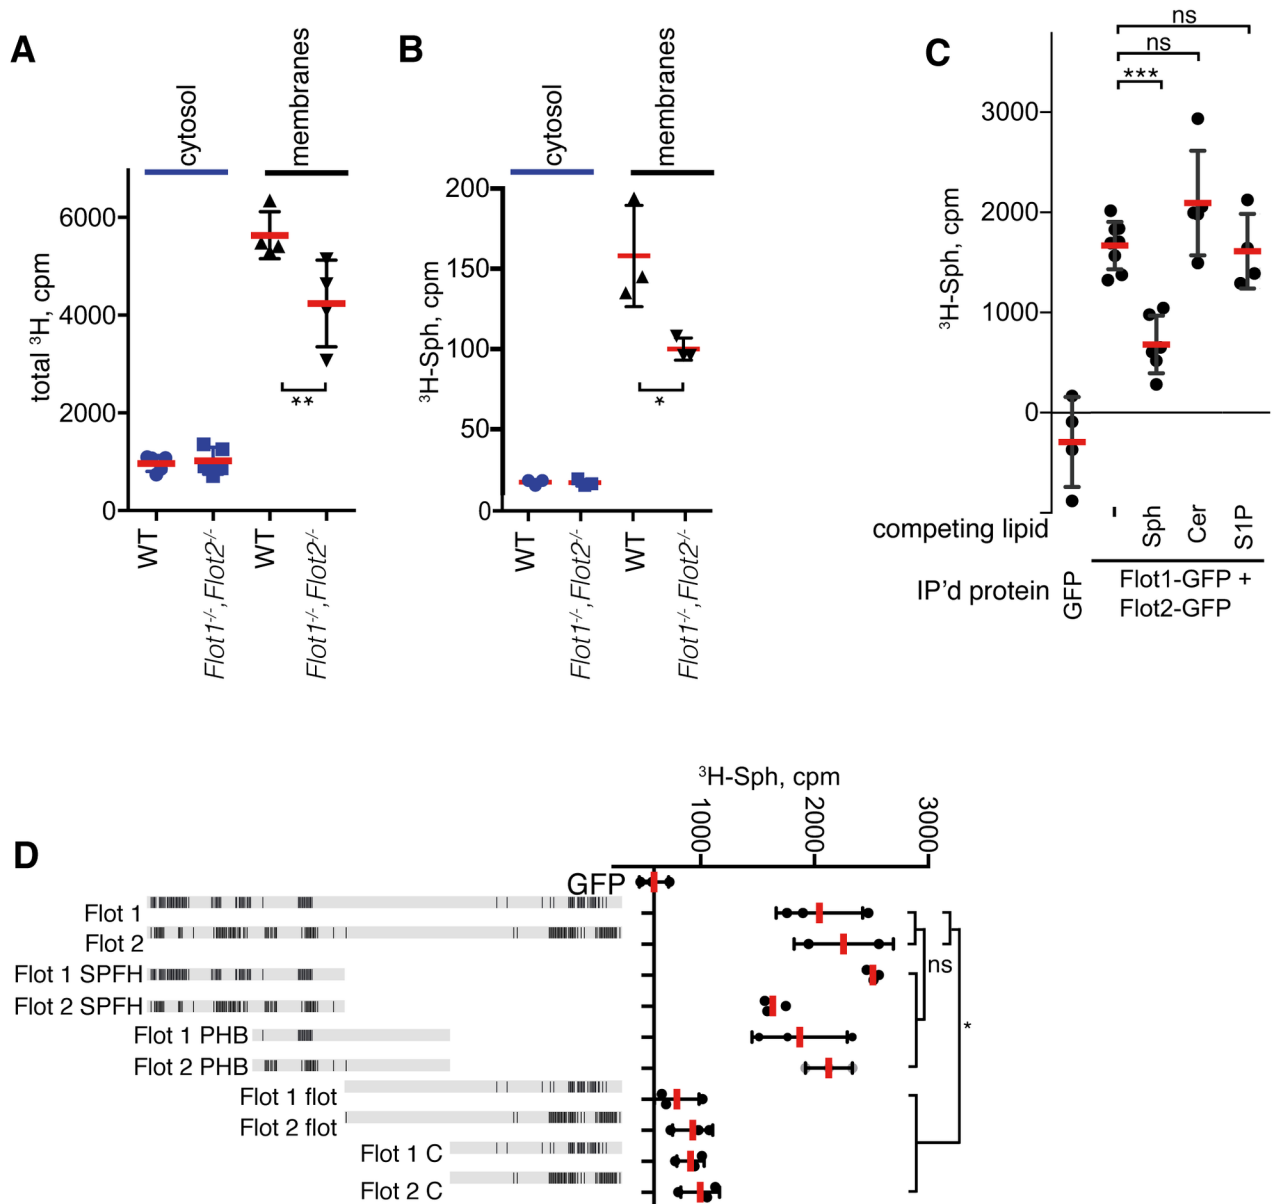 A
cytosol
membranes
total ³H, cpm
6000
4000
2000
0
WT
Flot1-/-,Flot2-/-
WT
Flot1-/-,Flot2-/-
**
B
cytosol
membranes
³H-Sph, cpm
200
150
100
50
0
WT
Flot1-/-,Flot2-/-
WT
Flot1-/-,Flot2-/-
*
C
ns
ns
***
³H-Sph, cpm
3000
2000
1000
0
competing lipid
-
Sph
Cer
S1P
IP'd protein
GFP
Flot1-GFP +
Flot2-GFP
D
³H-Sph, cpm
1000
2000
3000
GFP
Flot 1
Flot 2
Flot 1 SPFH
Flot 2 SPFH
Flot 1 PHB
Flot 2 PHB
Flot 1 flot
Flot 2 flot
Flot 1 C
Flot 2 C
ns
*